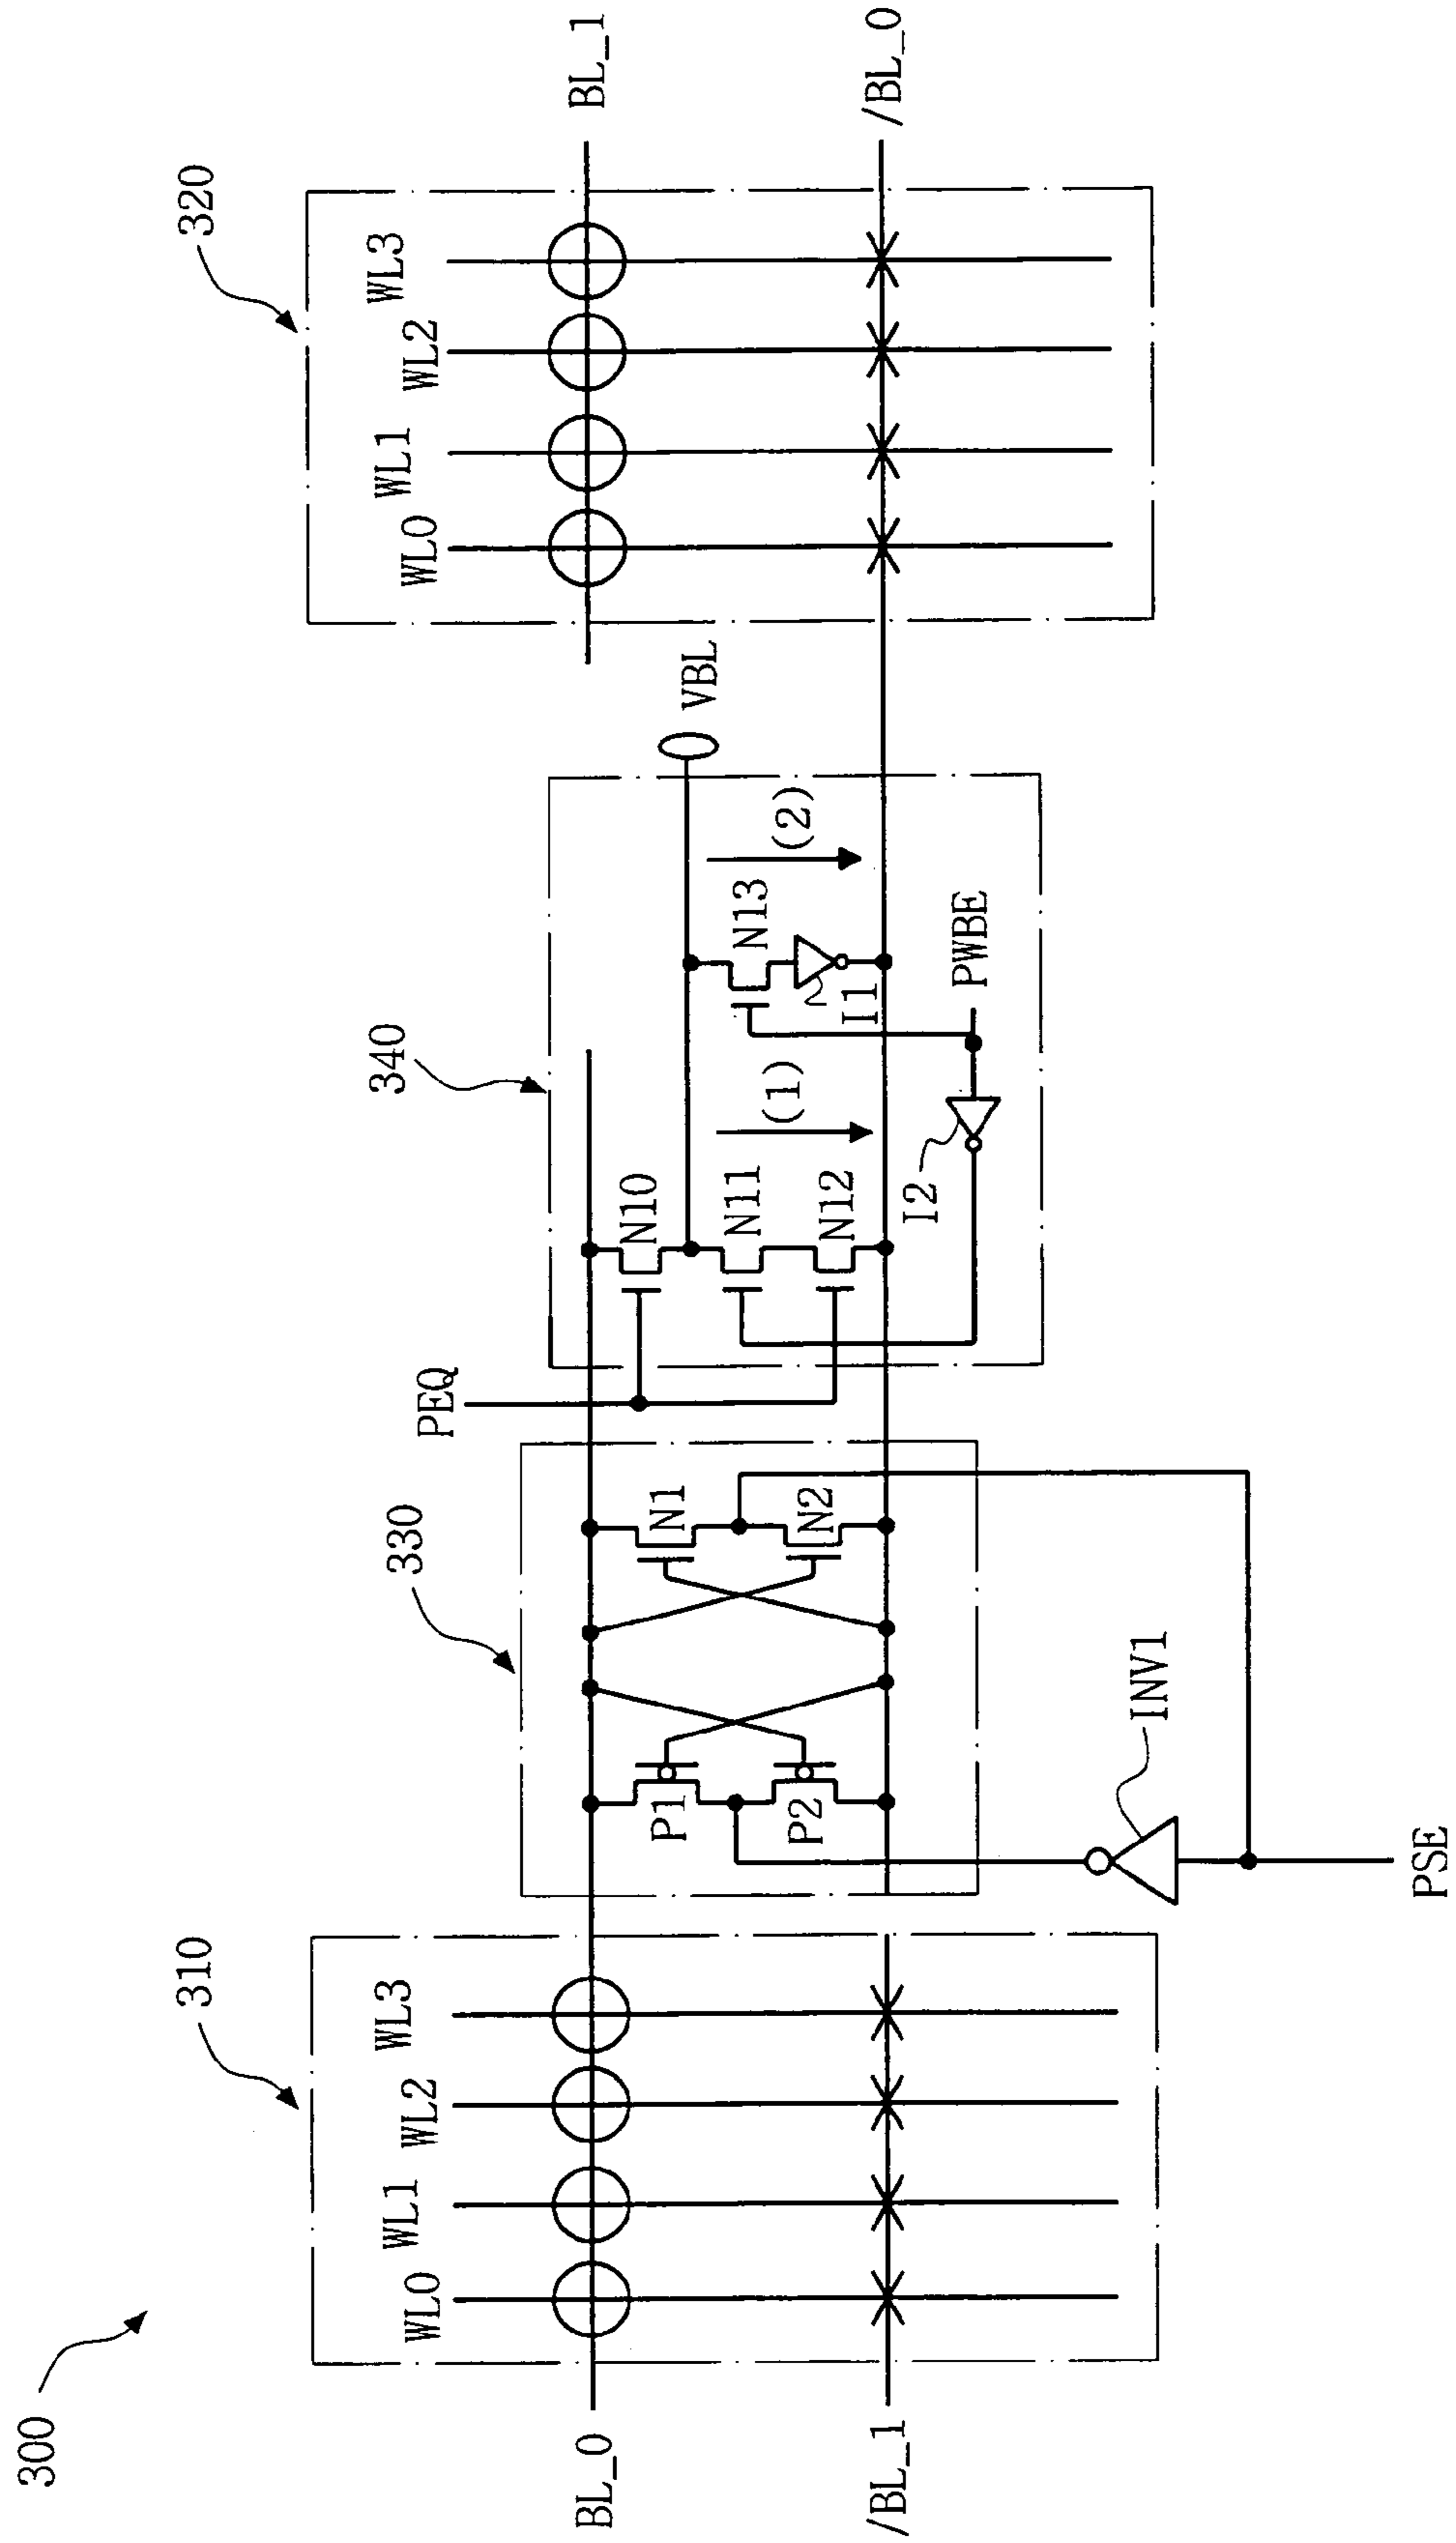 300
310
WL0
WL1
WL2
WL3
BL_0
/BL_1
330
P1
P2
N1
N2
INV1
PSE
PEQ
340
N10
N11
N12
(1)
I2
N13
I1
(2)
PWBE
VBL
320
WL0
WL1
WL2
WL3
BL_1
/BL_0